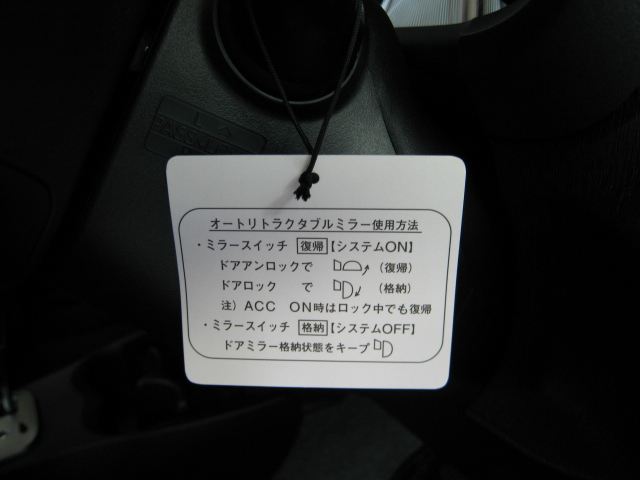 オートリトラクタブルミラー使用方法
・ミラースイッチ 復帰【システムON】
ドアアンロックで (復帰)
ドアロック で (格納)
注) ACC ON時はロック中でも復帰
・ミラースイッチ 格納【システムOFF】
ドアミラー格納状態をキープ